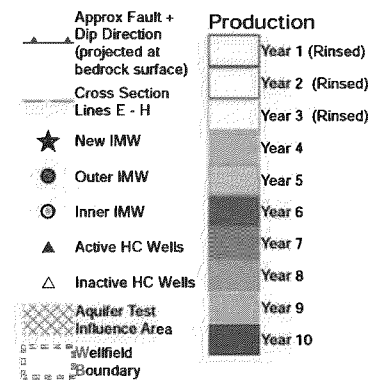 Approx Fault +
Dip Direction
(projected at
bedrock surface)
Cross Section
Lines E - H
New IMW
Outer IMW
Inner IMW
Active HC Wells
Inactive HC Wells
Aquifer Test
Influence Area
Wellfield
Boundary
Production
Year 1 (Rinsed)
Year 2 (Rinsed)
Year 3 (Rinsed)
Year 4
Year 5
Year 6
Year 7
Year 8
Year 9
Year 10